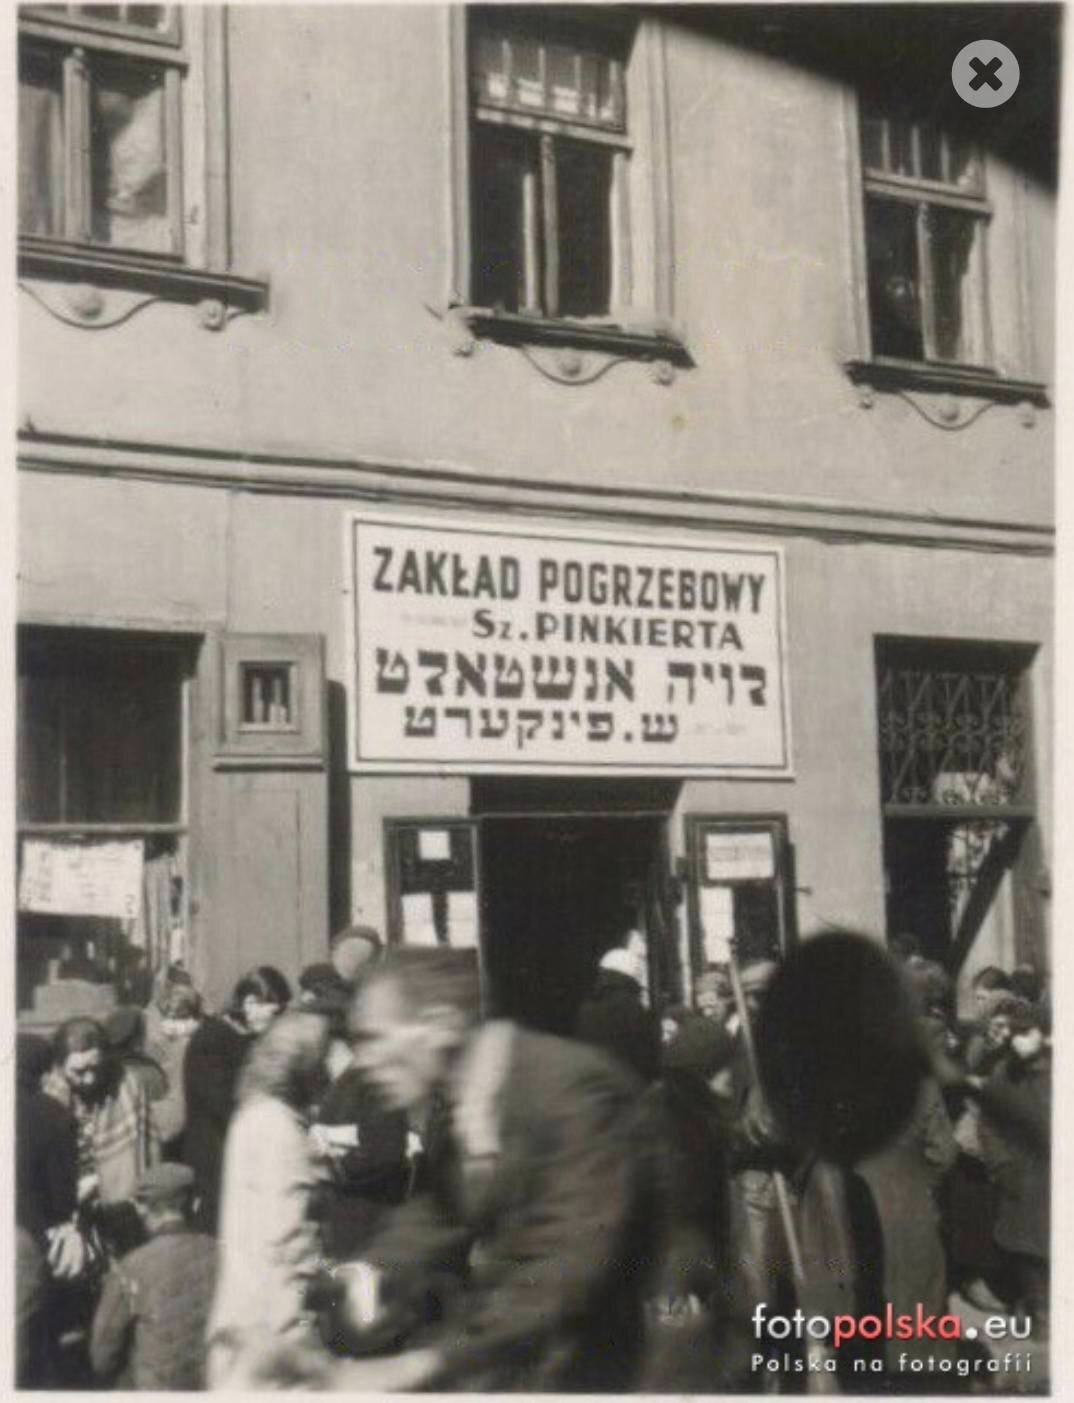 ZAKŁAD POGRZEBOWY
Sz. PINKIERTA
לויה אנשטאלט
ש. פינקערט
fotopolska.eu
Polska na fotografii